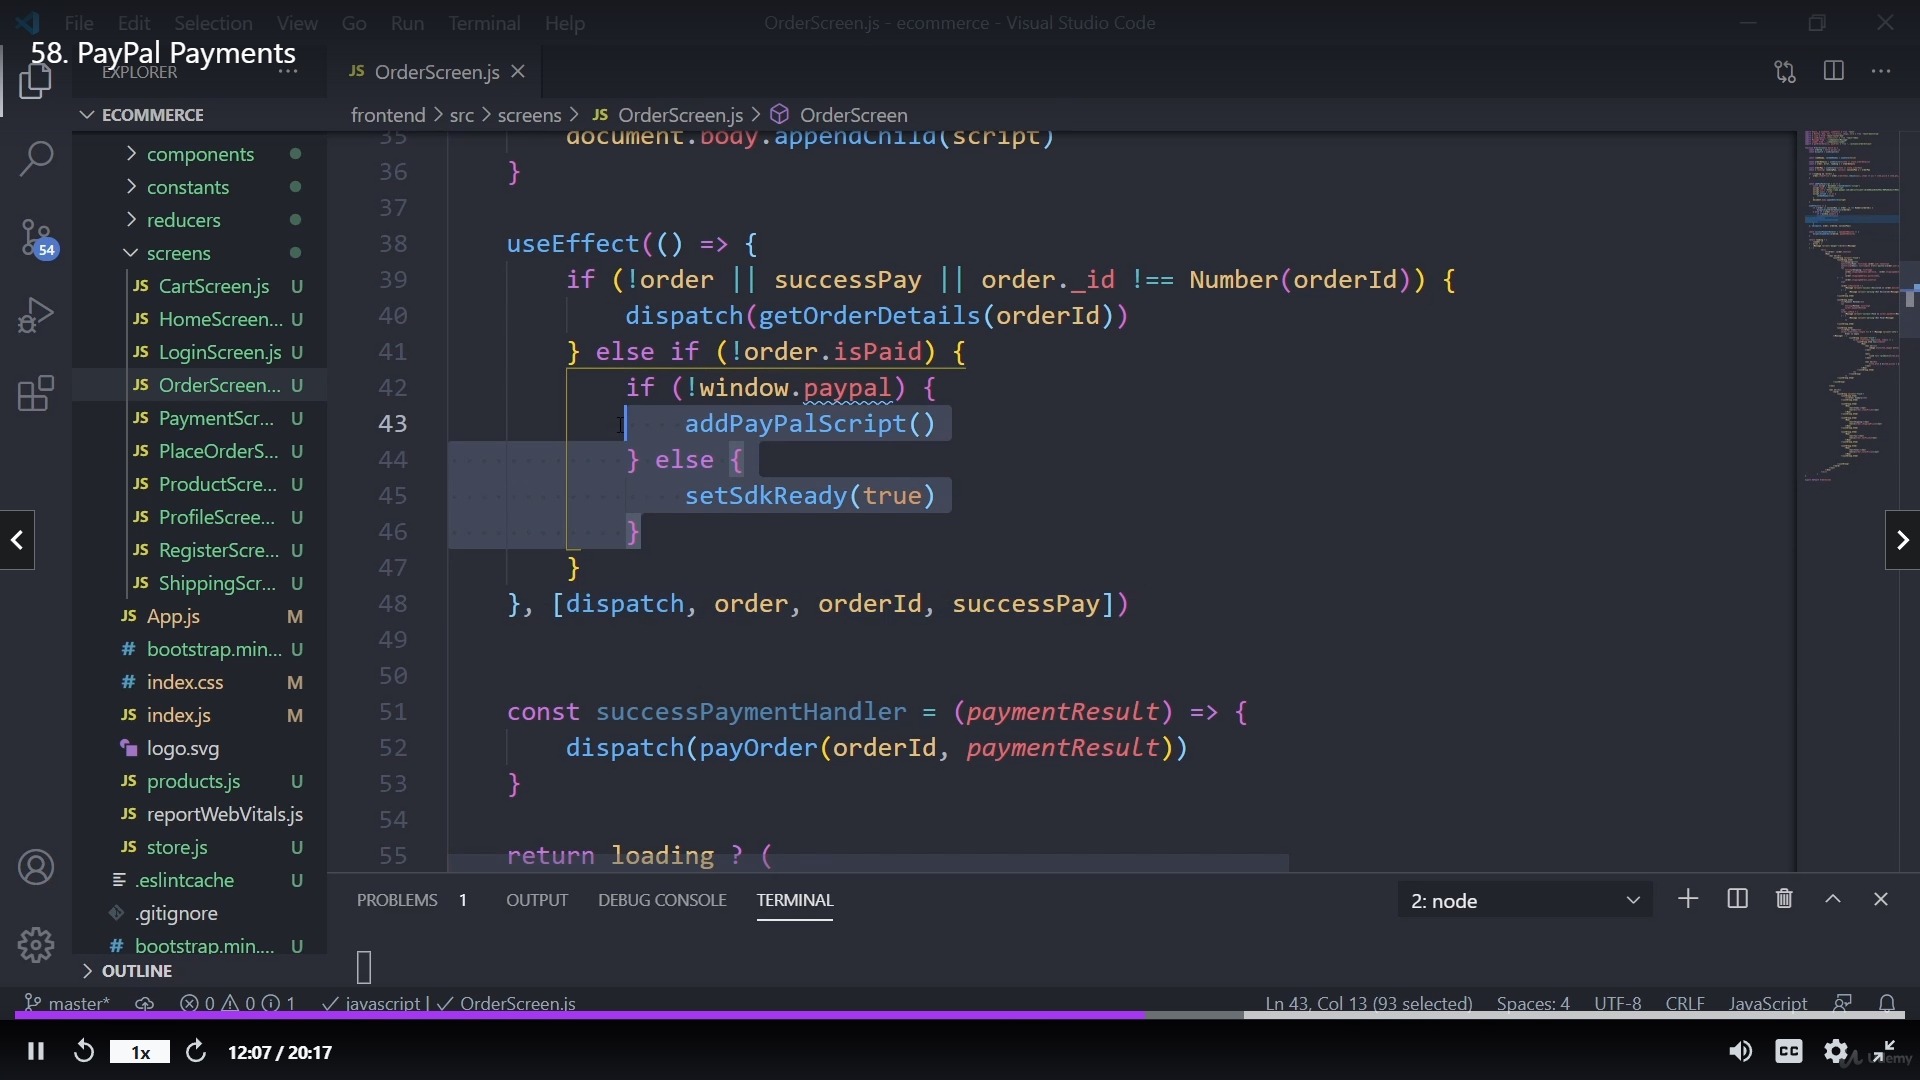 File Edit Selection View Go Run Terminal Help
OrderScreen.js - ecommerce - Visual Studio Code
58. PayPal Payments
EXPLORER
JS OrderScreen.js
ECOMMERCE
frontend > src > screens > JS OrderScreen.js > OrderScreen
components
constants
reducers
screens
JS CartScreen.js U
JS HomeScreen... U
JS LoginScreen.js U
JS OrderScreen... U
JS PaymentScr... U
JS PlaceOrderS... U
JS ProductScre... U
JS ProfileScree... U
JS RegisterScre... U
JS ShippingScr... U
JS App.js M
# bootstrap.min,... U
# index.css M
JS index.js M
logo.svg
JS products.js U
JS reportWebVitals.js
JS store.js U
.eslintcache U
.gitignore
# bootstrap.min.... U
OUTLINE
54
35 document.body.appendChild(script)
36 }
37
38 useEffect(() => {
39 if (!order || successPay || order._id !== Number(orderId)) {
40 dispatch(getOrderDetails(orderId))
41 } else if (!order.isPaid) {
42 if (!window.paypal) {
43 addPayPalScript()
44 } else {
45 setSdkReady(true)
46 }
47 }
48 }, [dispatch, order, orderId, successPay])
49
50
51 const successPaymentHandler = (paymentResult) => {
52 dispatch(payOrder(orderId, paymentResult))
53 }
54
55 return loading ? (
PROBLEMS 1 OUTPUT DEBUG CONSOLE TERMINAL
2: node
master* 0 0 1 javascript | OrderScreen.js
Ln 43, Col 13 (93 selected) Spaces: 4 UTF-8 CRLF JavaScript
1x 12:07 / 20:17
CC
Udemy